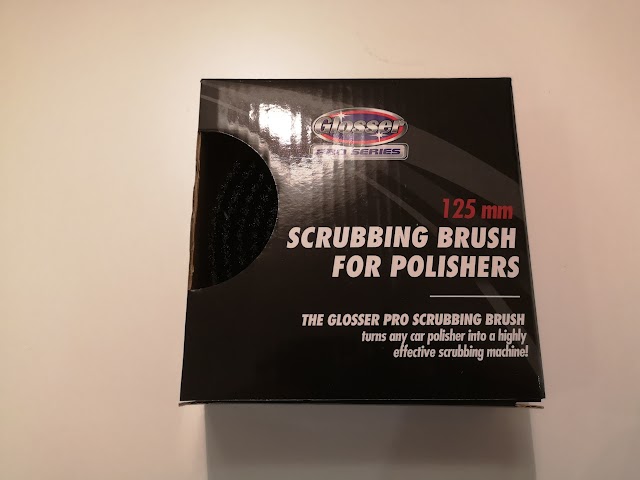 Glosser
PRO SERIES
125 mm
SCRUBBING BRUSH
FOR POLISHERS
THE GLOSSER PRO SCRUBBING BRUSH
turns any car polisher into a highly
effective scrubbing machine!